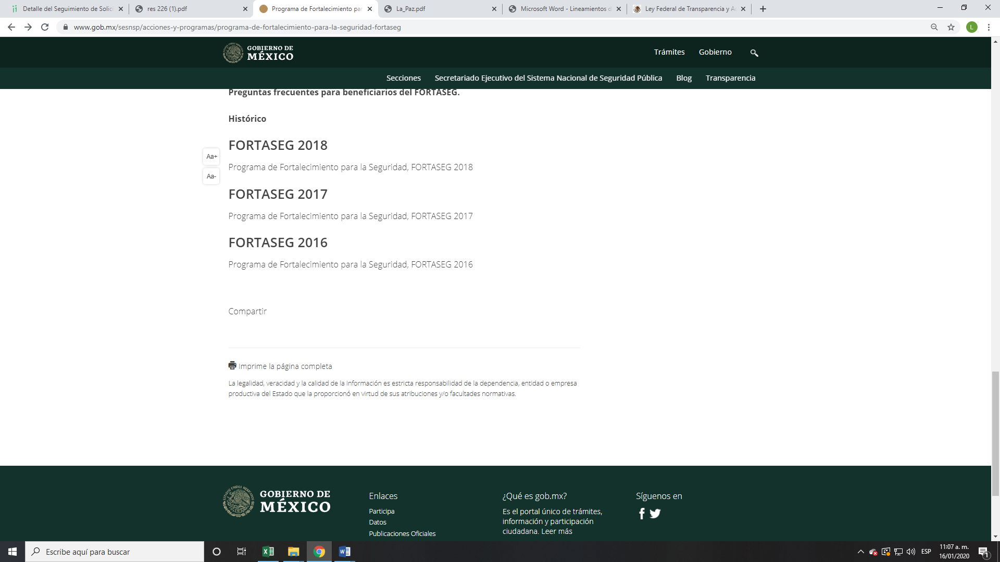 Detalle del Seguimiento de Solici
res 226 (1).pdf
Programa de Fortalecimiento par
La_Paz.pdf
Microsoft Word - Lineamientos d
Ley Federal de Transparencia y A
www.gob.mx/sesnsp/acciones-y-programas/programa-de-fortalecimiento-para-la-seguridad-fortaseg
L
GOBIERNO DE
MÉXICO
Trámites
Gobierno
Secciones
Secretariado Ejecutivo del Sistema Nacional de Seguridad Pública
Blog
Transparencia
Preguntas frecuentes para beneficiarios del FORTASEG.
Histórico
FORTASEG 2018
Aa+
Programa de Fortalecimiento para la Seguridad, FORTASEG 2018
Aa-
FORTASEG 2017
Programa de Fortalecimiento para la Seguridad, FORTASEG 2017
FORTASEG 2016
Programa de Fortalecimiento para la Seguridad, FORTASEG 2016
Compartir
Imprime la página completa
La legalidad, veracidad y la calidad de la información es estricta responsabilidad de la dependencia, entidad o empresa
productiva del Estado que la proporcionó en virtud de sus atribuciones y/o facultades normativas.
GOBIERNO DE
MÉXICO
Enlaces
Participa
Datos
Publicaciones Oficiales
¿Qué es gob.mx?
Es el portal único de trámites,
información y participación
ciudadana. Leer más
Síguenos en
Escribe aquí para buscar
ESP
11:07 a. m.
16/01/2020
1